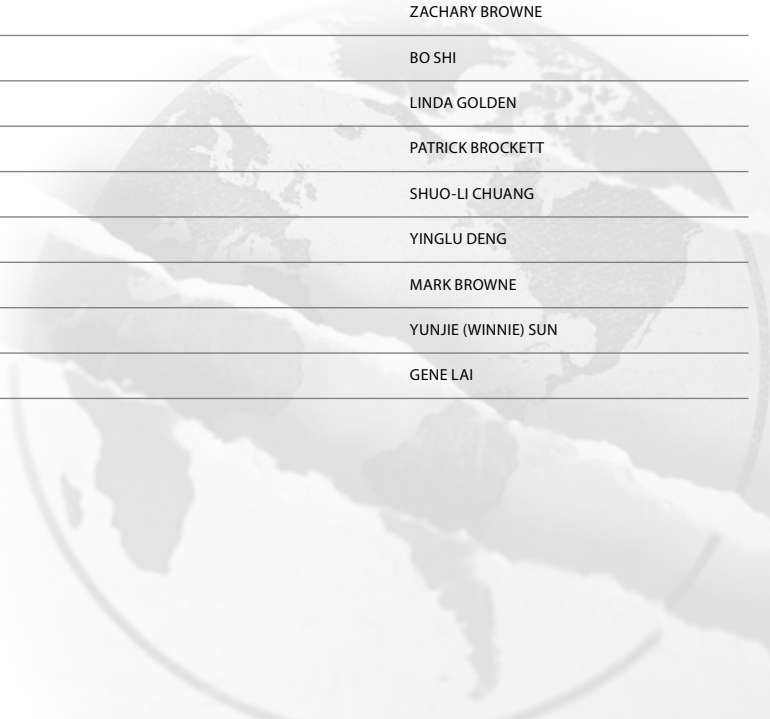 ZACHARY BROWNE
BO SHI
LINDA GOLDEN
PATRICK BROCKETT
SHUO-LI CHUANG
YINGLU DENG
MARK BROWNE
YUNJIE (WINNIE) SUN
GENE LAI